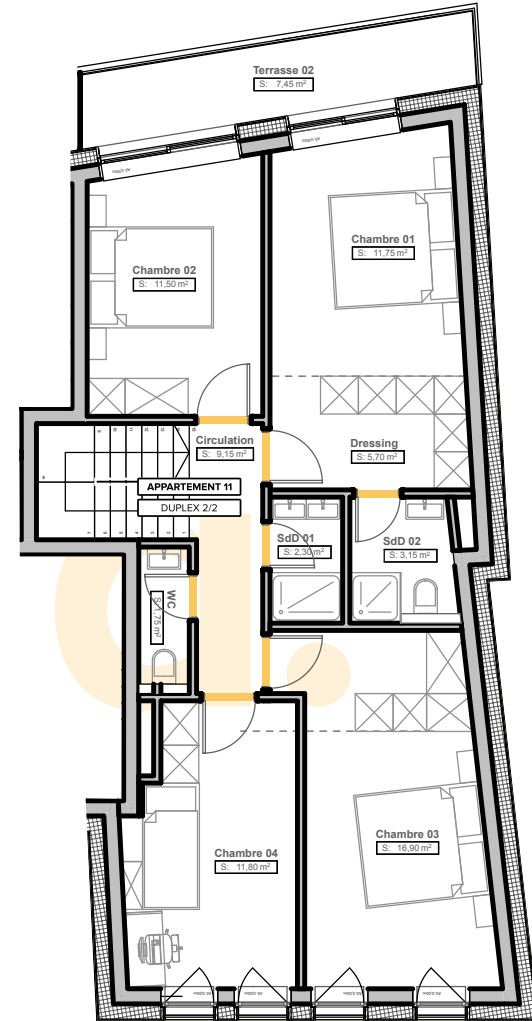 Terrasse 02
S: 7,45 m²
Chambre 01
S: 11,75 m²
Chambre 02
S: 11,50 m²
Circulation
S: 9,15 m²
Dressing
S: 5,70 m²
APPARTEMENT 11
DUPLEX 2/2
SdD 01
S: 2,30 m²
SdD 02
S: 3,15 m²
WC
S: 1,75 m²
Chambre 03
S: 16,90 m²
Chambre 04
S: 11,80 m²